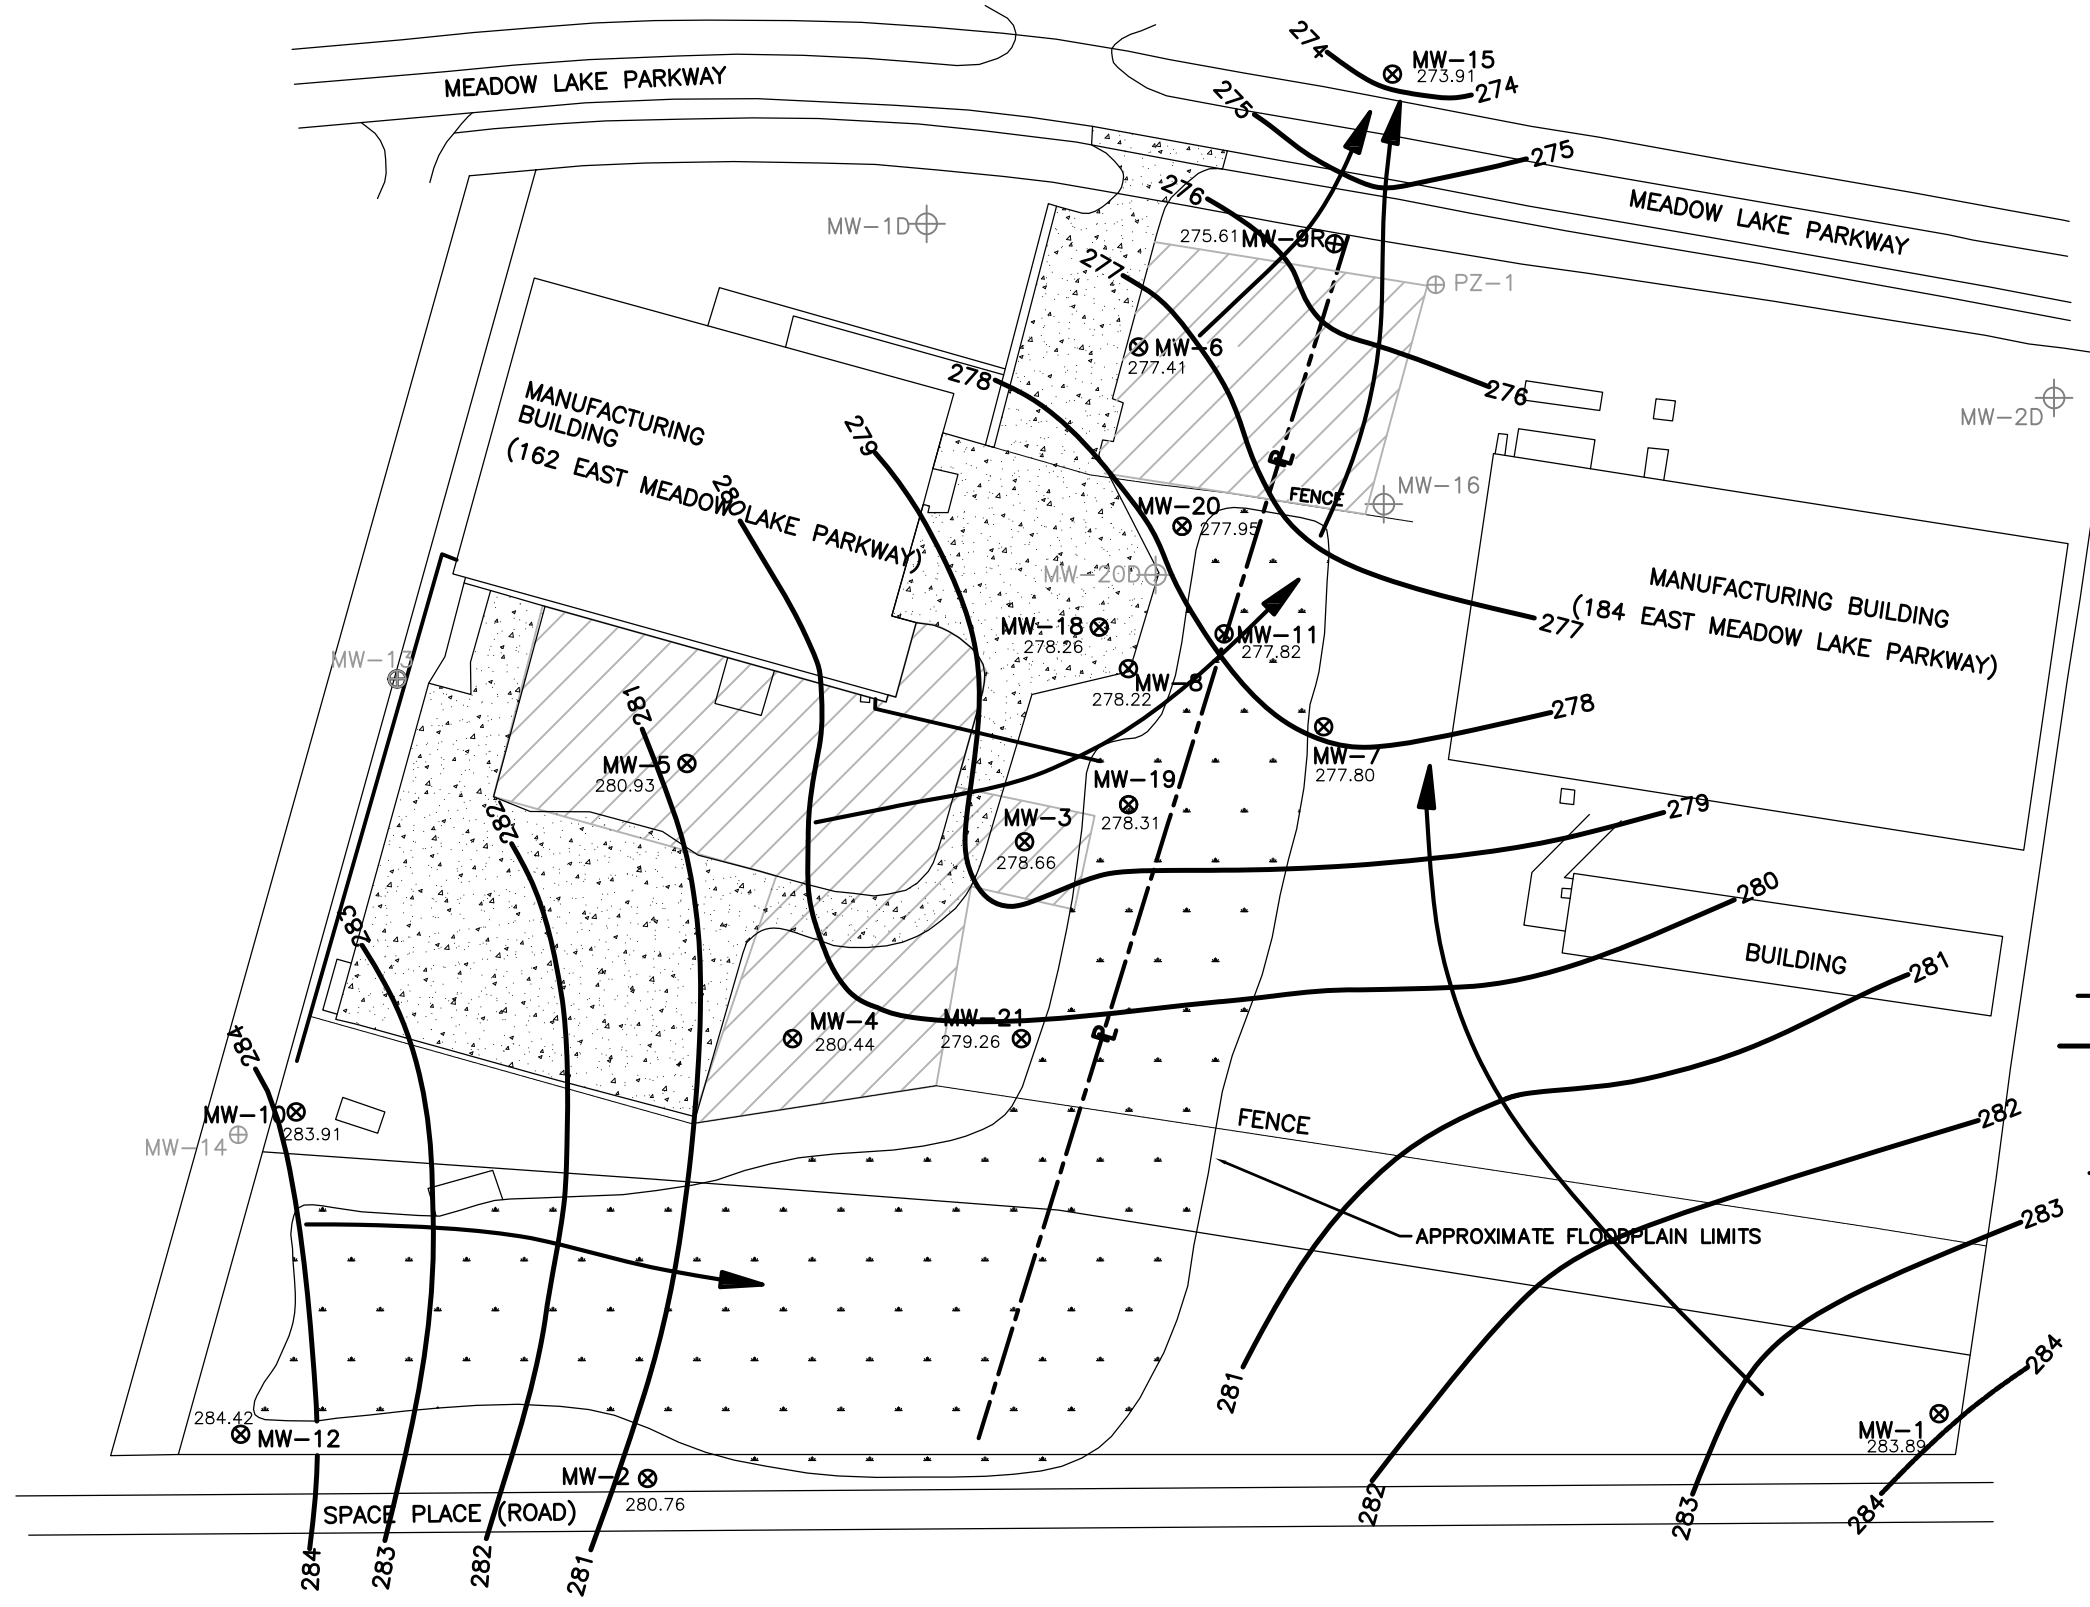 274
MW-15
273.91
274
MEADOW LAKE PARKWAY
275
275
276
MEADOW LAKE PARKWAY
MW-1D
275.61
MW-9R
277
PZ-1
MW-6
277.41
278
276
MW-2D
MANUFACTURING
BUILDING
(162 EAST MEADOW LAKE PARKWAY)
279
280
P
MW-16
FENCE
MW-20
277.95
MW-20D
MANUFACTURING BUILDING
(184 EAST MEADOW LAKE PARKWAY)
277
MW-18
278.26
MW-11
277.82
MW-13
MW-8
278.22
281
278
MW-7
277.80
MW-5
280.93
MW-19
278.31
MW-3
278.66
279
282
280
283
BUILDING
281
MW-4
280.44
MW-21
279.26
P
284
MW-10
283.91
MW-14
FENCE
282
283
APPROXIMATE FLOODPLAIN LIMITS
284
281
284.42
MW-12
MW-1
283.89
MW-2
280.76
SPACE PLACE (ROAD)
282
283
284
284
283
282
281